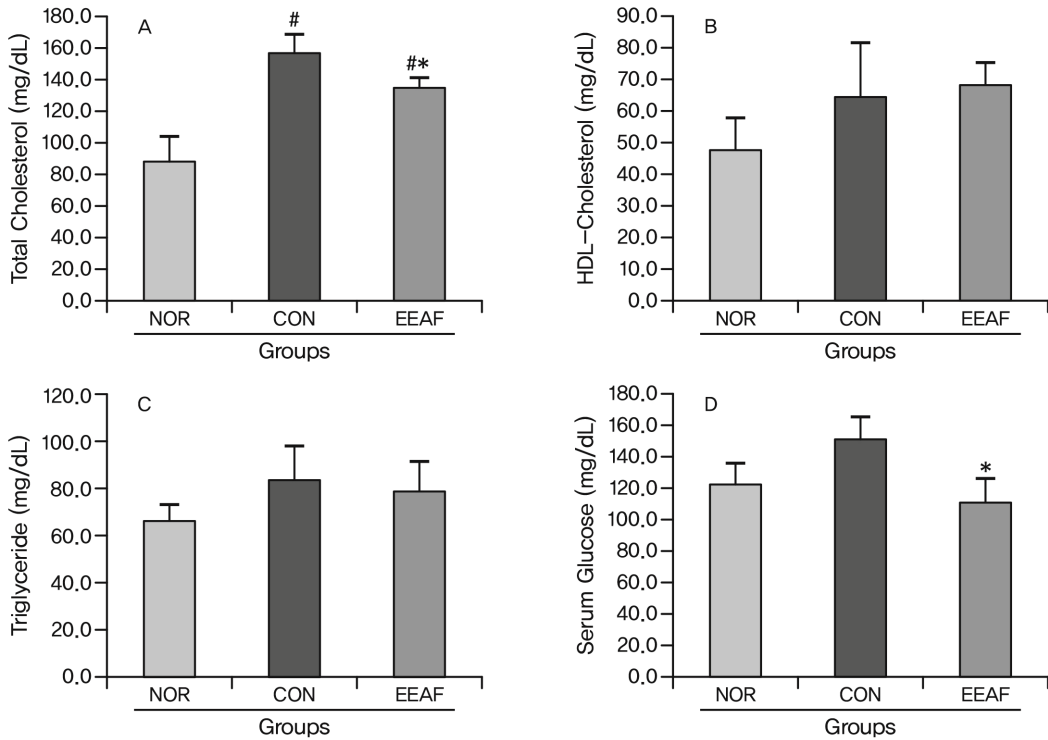 A
Total Cholesterol (mg/dL)
180.0
160.0
140.0
120.0
100.0
80.0
60.0
40.0
20.0
0.0
#
#*
NOR CON EEAF
Groups
B
HDL–Cholesterol (mg/dL)
90.0
80.0
70.0
60.0
50.0
40.0
30.0
20.0
10.0
0.0
NOR CON EEAF
Groups
C
Triglyceride (mg/dL)
120.0
100.0
80.0
60.0
40.0
20.0
0.0
NOR CON EEAF
Groups
D
Serum Glucose (mg/dL)
180.0
160.0
140.0
120.0
100.0
80.0
60.0
40.0
20.0
0.0
*
NOR CON EEAF
Groups